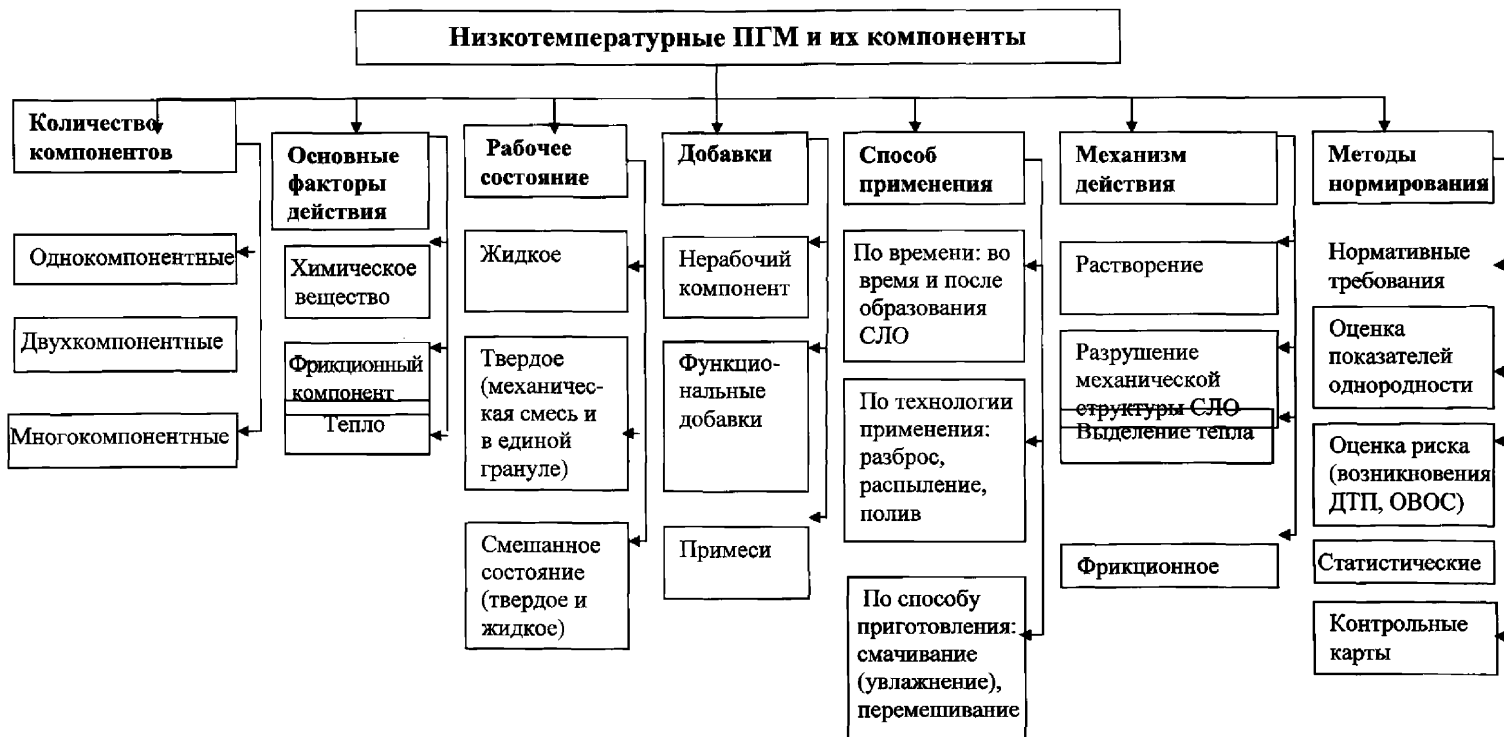 Низкотемпературные ПГМ и их компоненты
Количество
компонентов
Однокомпонентные
Двухкомпонентные
Многокомпонентные
Основные
факторы
действия
Химическое
вещество
Фрикционный
компонент
Тепло
Рабочее
состояние
Жидкое
Твердое
(механичес-
кая смесь и
в единой
грануле)
Смешанное
состояние
(твердое и
жидкое)
Добавки
Нерабочий
компонент
Функцио-
нальные
добавки
Примеси
Способ
применения
По времени: во
время и после
образования
СЛО
По технологии
применения:
разброс,
распыление,
полив
По способу
приготовления:
смачивание
(увлажнение),
перемешивание
Механизм
действия
Растворение
Разрушение
механической
структуры СЛО
Выделение тепла
Фрикционное
Методы
нормирования
Нормативные
требования
Оценка
показателей
однородности
Оценка риска
(возникновения
ДТП, ОВОС)
Статистические
Контрольные
карты